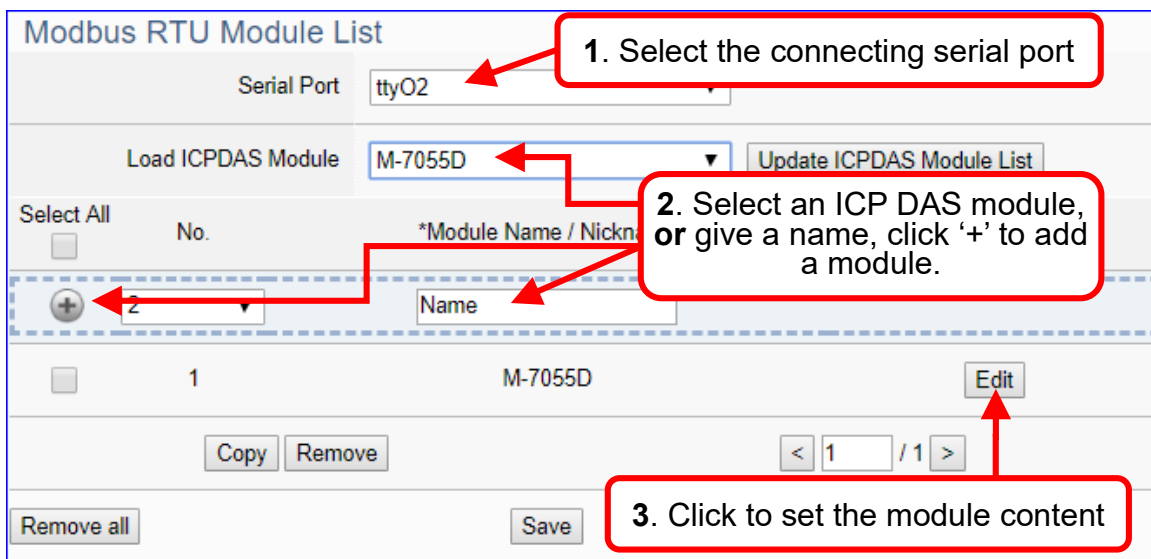 Modbus RTU Module List
1. Select the connecting serial port
Serial Port ttyO2
Load ICPDAS Module M-7055D Update ICPDAS Module List
2. Select an ICP DAS module,
or give a name, click ‘+’ to add
a module.
Select All
No. *Module Name /
2 Name
1 M-7055D Edit
Copy Remove < 1 / 1 >
3. Click to set the module content
Remove all Save